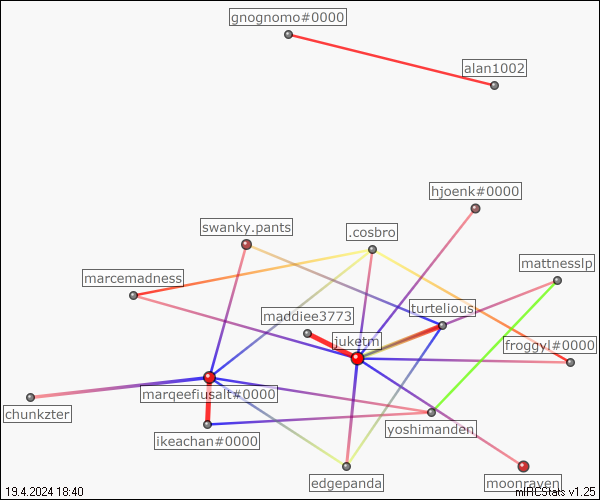 gnognomo#0000
alan1002
hjoenk#0000
swanky.pants
.cosbro
marcemadness
mattnesslp
turtelious
maddiee3773
juketm
froggyl#0000
marqeefiusalt#0000
chunkzter
yoshimanden
ikeachan#0000
edgepanda
moonraven
19.4.2024 18:40
mIRCStats v1.25